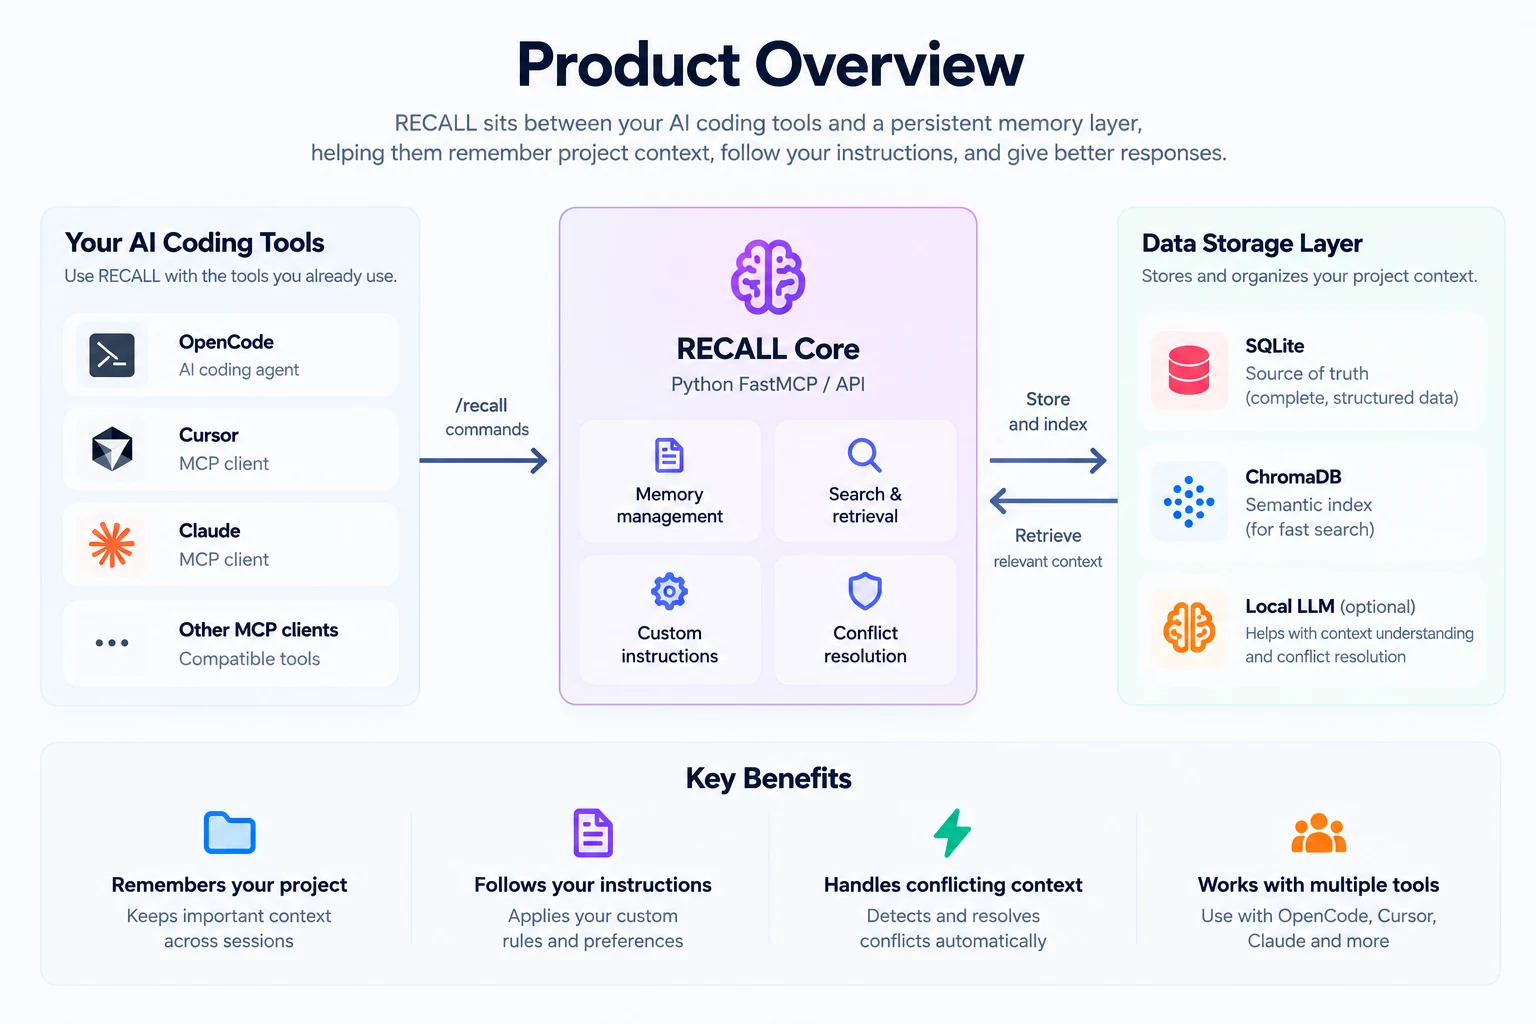 Product Overview
RECALL sits between your AI coding tools and a persistent memory layer,
helping them remember project context, follow your instructions, and give better responses.
Your AI Coding Tools
Use RECALL with the tools you already use.
OpenCode
AI coding agent
Cursor
MCP client
Claude
MCP client
Other MCP clients
Compatible tools
/recall
commands
RECALL Core
Python FastMCP / API
Memory
management
Search &
retrieval
Custom
instructions
Conflict
resolution
Store
and index
Retrieve
relevant context
Data Storage Layer
Stores and organizes your project context.
SQLite
Source of truth
(complete, structured data)
ChromaDB
Semantic index
(for fast search)
Local LLM (optional)
Helps with context understanding
and conflict resolution
Key Benefits
Remembers your project
Keeps important context
across sessions
Follows your instructions
Applies your custom
rules and preferences
Handles conflicting context
Detects and resolves
conflicts automatically
Works with multiple tools
Use with OpenCode, Cursor,
Claude and more